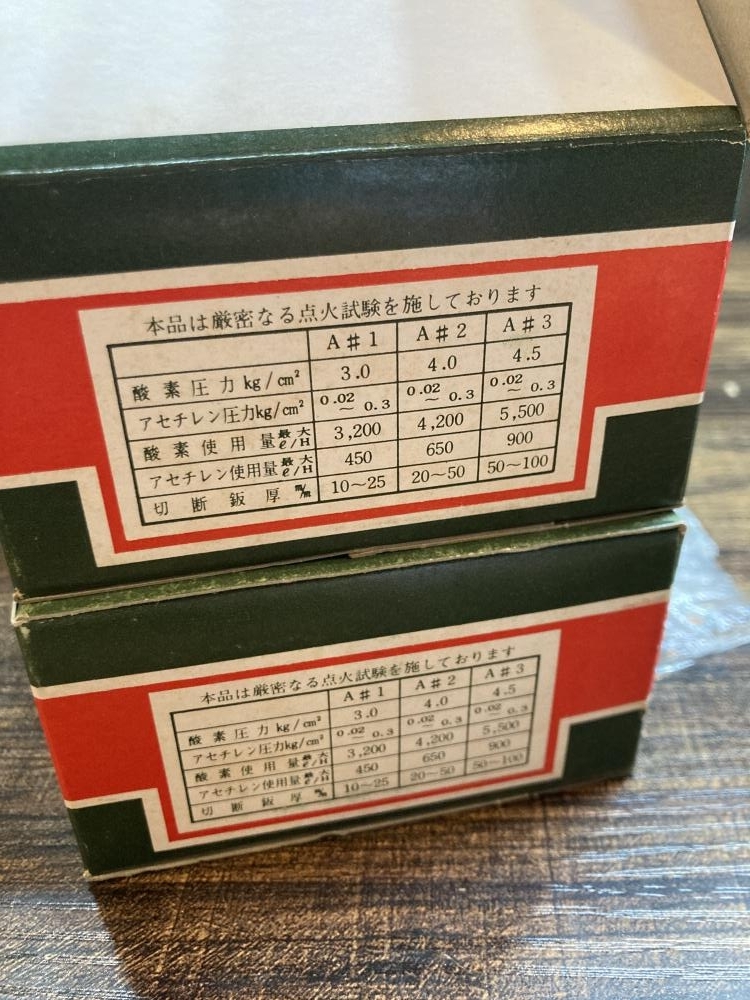 本品は厳密なる点火試験を施しております
A♯1 A♯2 A♯3
酸素圧力kg/cm² 3.0 4.0 4.5
アセチレン圧力kg/cm² 0.02～0.3 0.02～0.3 0.02～0.3
酸素使用量最大ℓ/H 3,200 4,200 5,500
アセチレン使用量最大ℓ/H 450 650 900
切断鈑厚m/m 10～25 20～50 50～100
本品は厳密なる点火試験を施しております
A♯1 A♯2 A♯3
酸素圧力kg/cm² 3.0 4.0 4.5
アセチレン圧力kg/cm² 0.02～0.3 0.02～0.3 0.02～0.3
酸素使用量最大ℓ/H 3,200 4,200 5,500
アセチレン使用量最大ℓ/H 450 650 900
切断鈑厚m/m 10～25 20～50 50～100